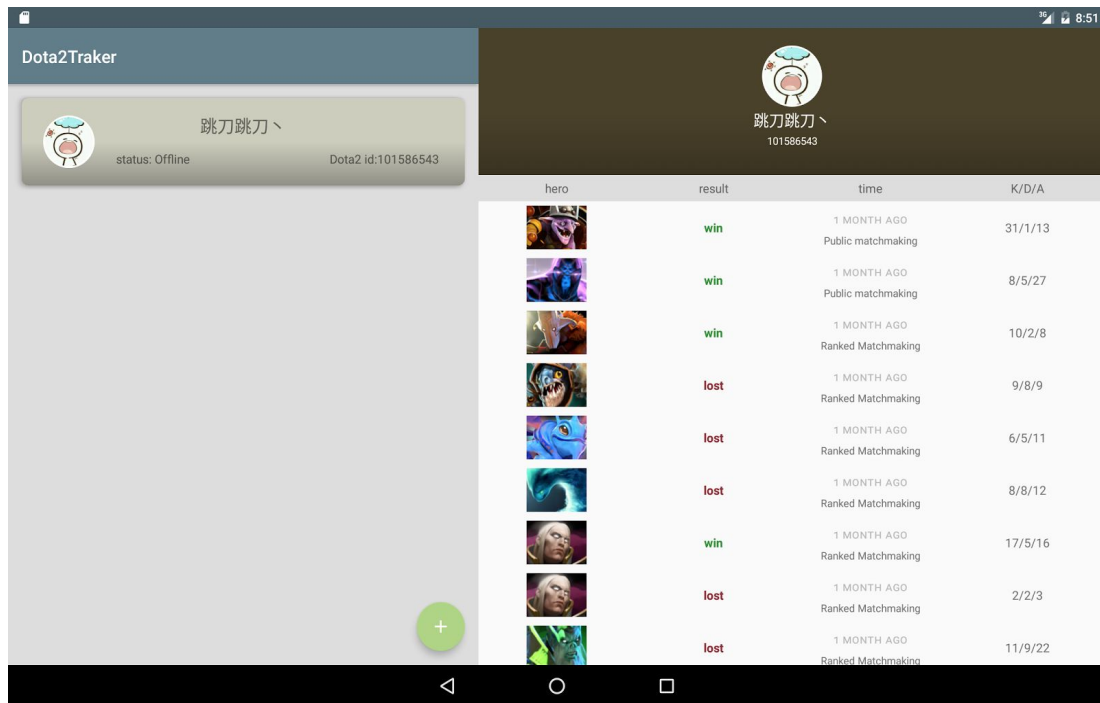 3G 8:51
Dota2Traker
跳刀跳刀丶
status: Offline Dota2 id:101586543
跳刀跳刀丶
101586543
hero result time K/D/A
win 1 MONTH AGO 31/1/13
Public matchmaking
win 1 MONTH AGO 8/5/27
Public matchmaking
win 1 MONTH AGO 10/2/8
Ranked Matchmaking
lost 1 MONTH AGO 9/8/9
Ranked Matchmaking
lost 1 MONTH AGO 6/5/11
Ranked Matchmaking
lost 1 MONTH AGO 8/8/12
Ranked Matchmaking
win 1 MONTH AGO 17/5/16
Ranked Matchmaking
lost 1 MONTH AGO 2/2/3
Ranked Matchmaking
lost 1 MONTH AGO 11/9/22
Ranked Matchmaking
+